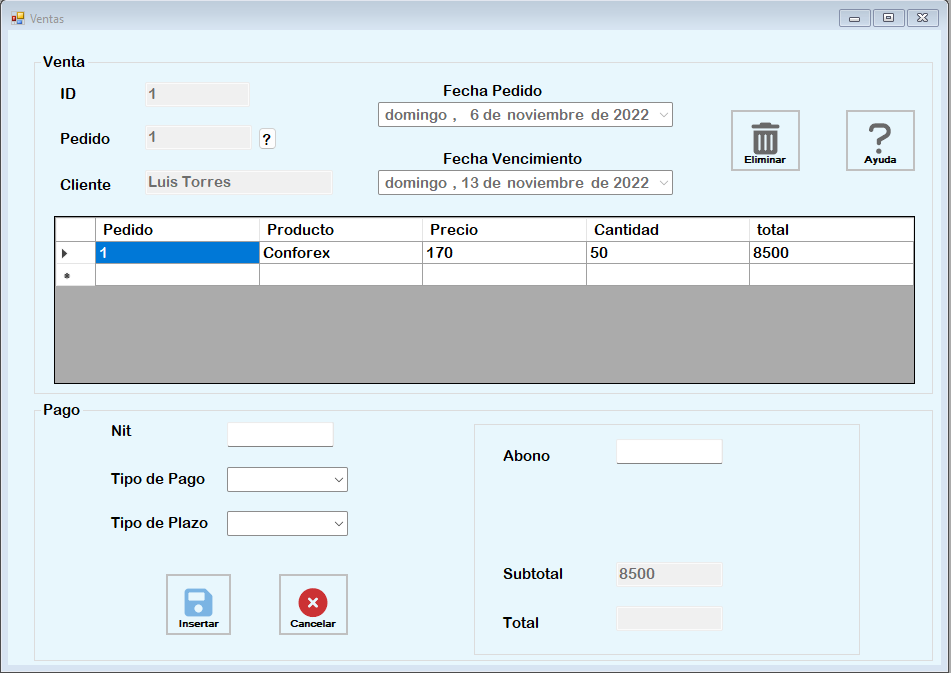 Ventas
Venta
ID 1
Fecha Pedido
domingo , 6 de noviembre de 2022
Pedido 1 ?
Fecha Vencimiento
Cliente Luis Torres
domingo , 13 de noviembre de 2022
Eliminar
Ayuda
Pedido Producto Precio Cantidad total
1 Conforex 170 50 8500
Pago
Nit
Tipo de Pago
Tipo de Plazo
Insertar
Cancelar
Abono
Subtotal 8500
Total